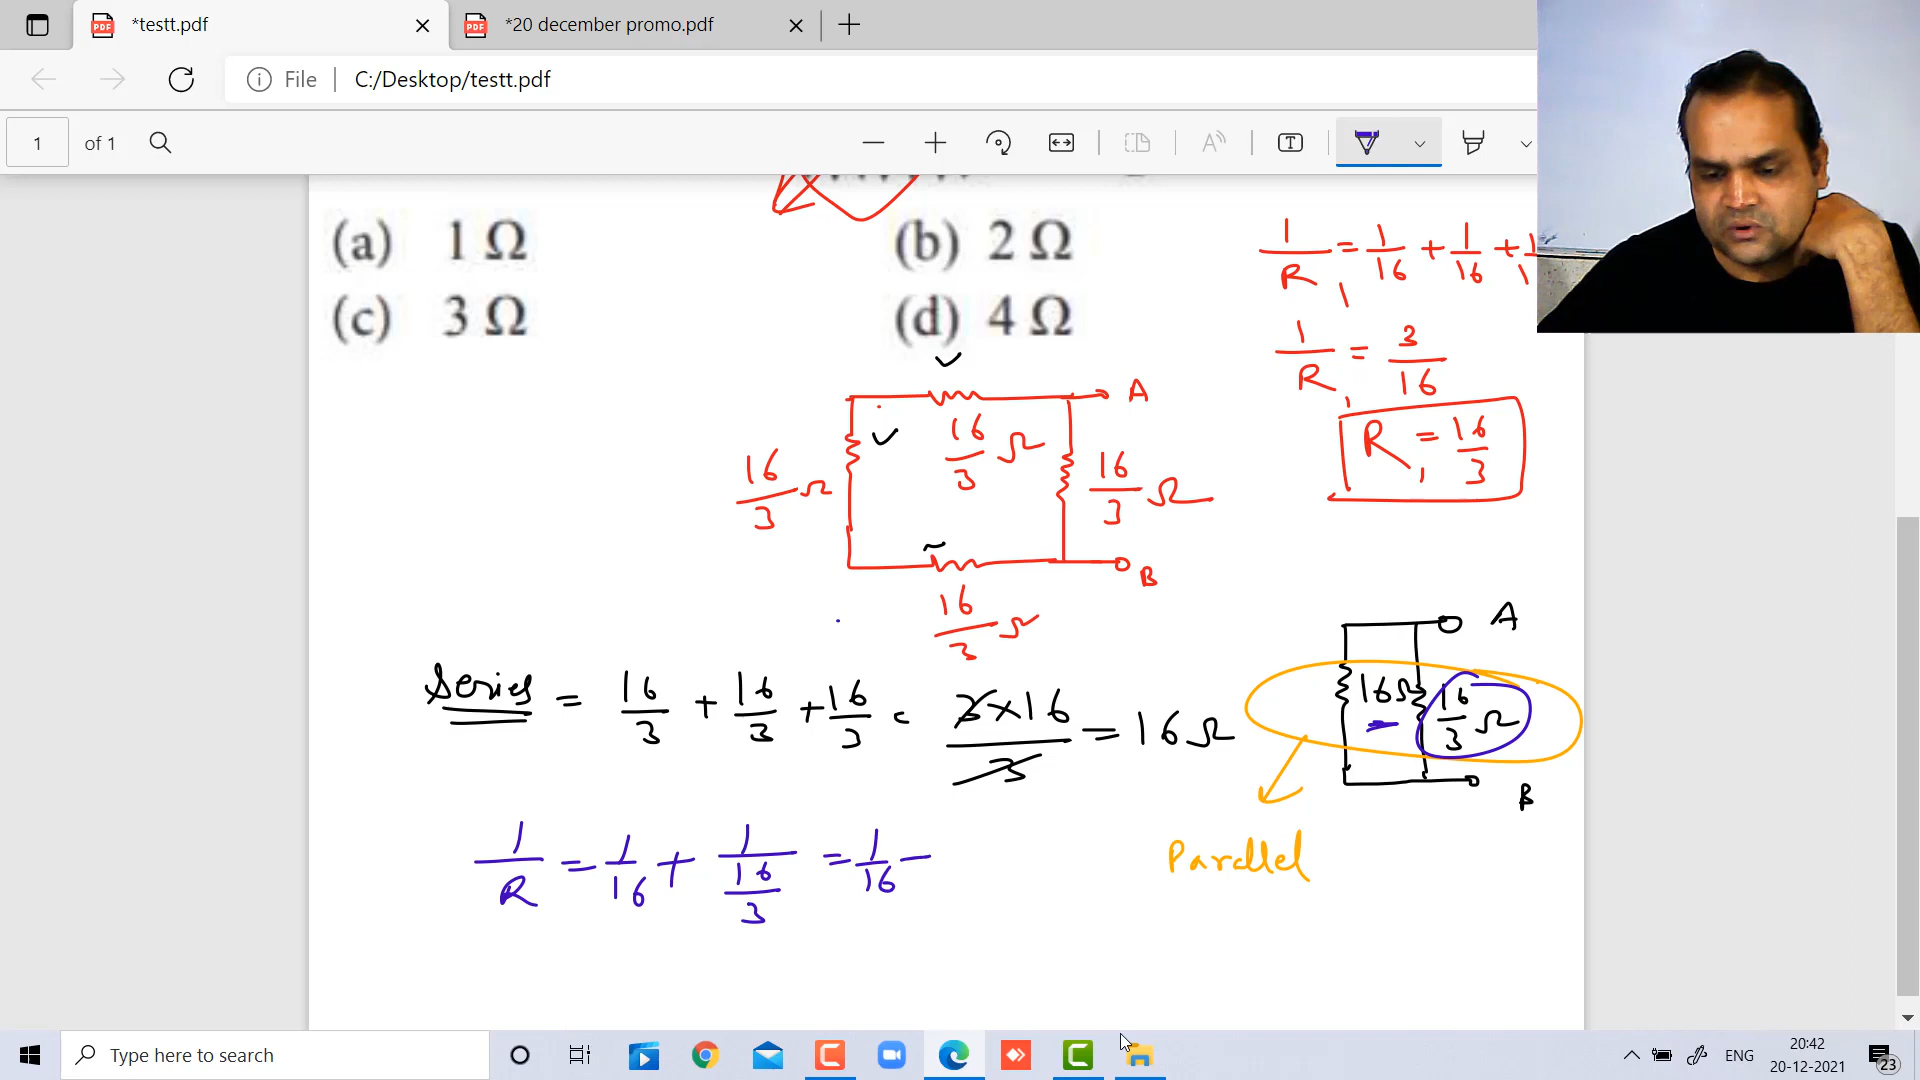 *testt.pdf
*20 december promo.pdf
File
C:/Desktop/testt.pdf
1 of 1
(a) 1 Ω
(b) 2 Ω
(c) 3 Ω
(d) 4 Ω
1/R₁ = 1/16 + 1/16 +
1/R₁ = 3/16
R₁ = 16/3
A
16/3 Ω
16/3 Ω
16/3 Ω
B
16/3 Ω
A
16Ω
16/3 Ω
B
Series = 16/3 + 16/3 + 16/3 = 3×16/3 = 16Ω
Parallel
1/R = 1/16 + 1/(16/3) = 1/16 –
Type here to search
ENG
20:42
20-12-2021
23